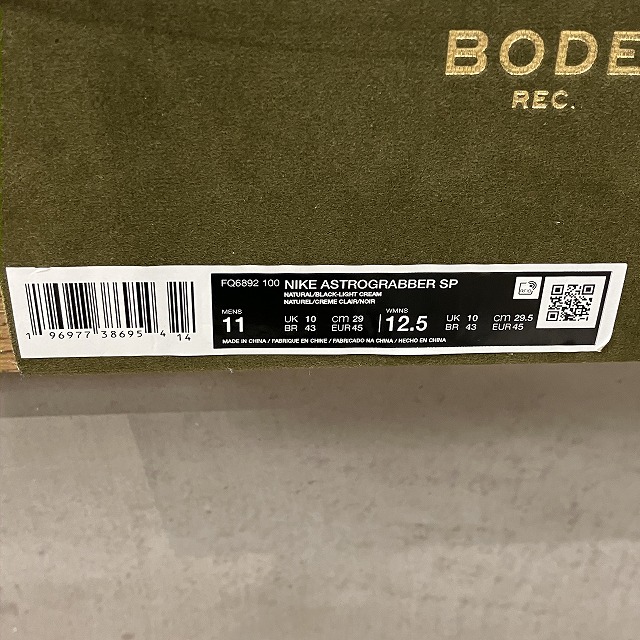 BODE
REC.
FQ6892 100 NIKE ASTROGRABBER SP
NATURAL/BLACK-LIGHT CREAM
NATUREL/CREME CLAIR/NOIR
MENS
11
UK 10 CM 29
BR 43 EUR 45
WMNS
12.5
UK 10 CM 29.5
BR 43 EUR 45
MADE IN CHINA / FABRIQUE EN CHINE / FABRICADO NA CHINA / HECHO EN CHINA
1 96977 38695 4 14